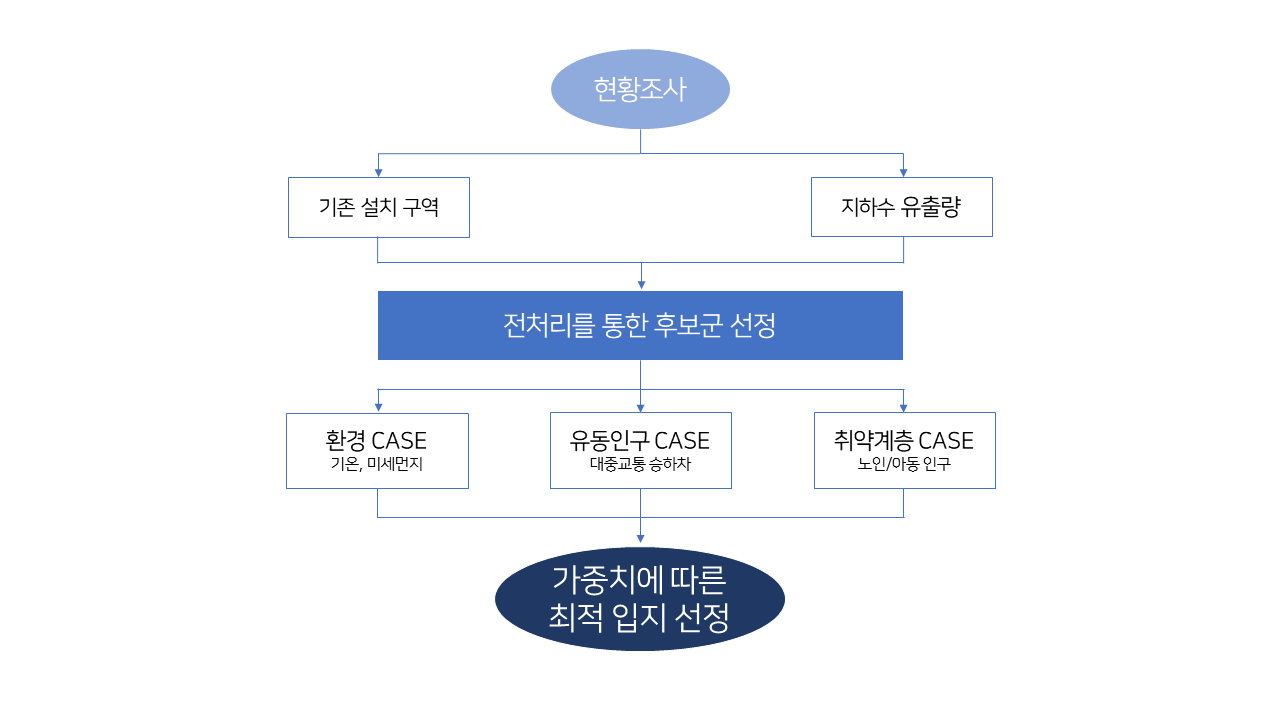 현황조사
기존 설치 구역
지하수 유출량
전처리를 통한 후보군 선정
환경 CASE
기온, 미세먼지
유동인구 CASE
대중교통 승하차
취약계층 CASE
노인/아동 인구
가중치에 따른
최적 입지 선정